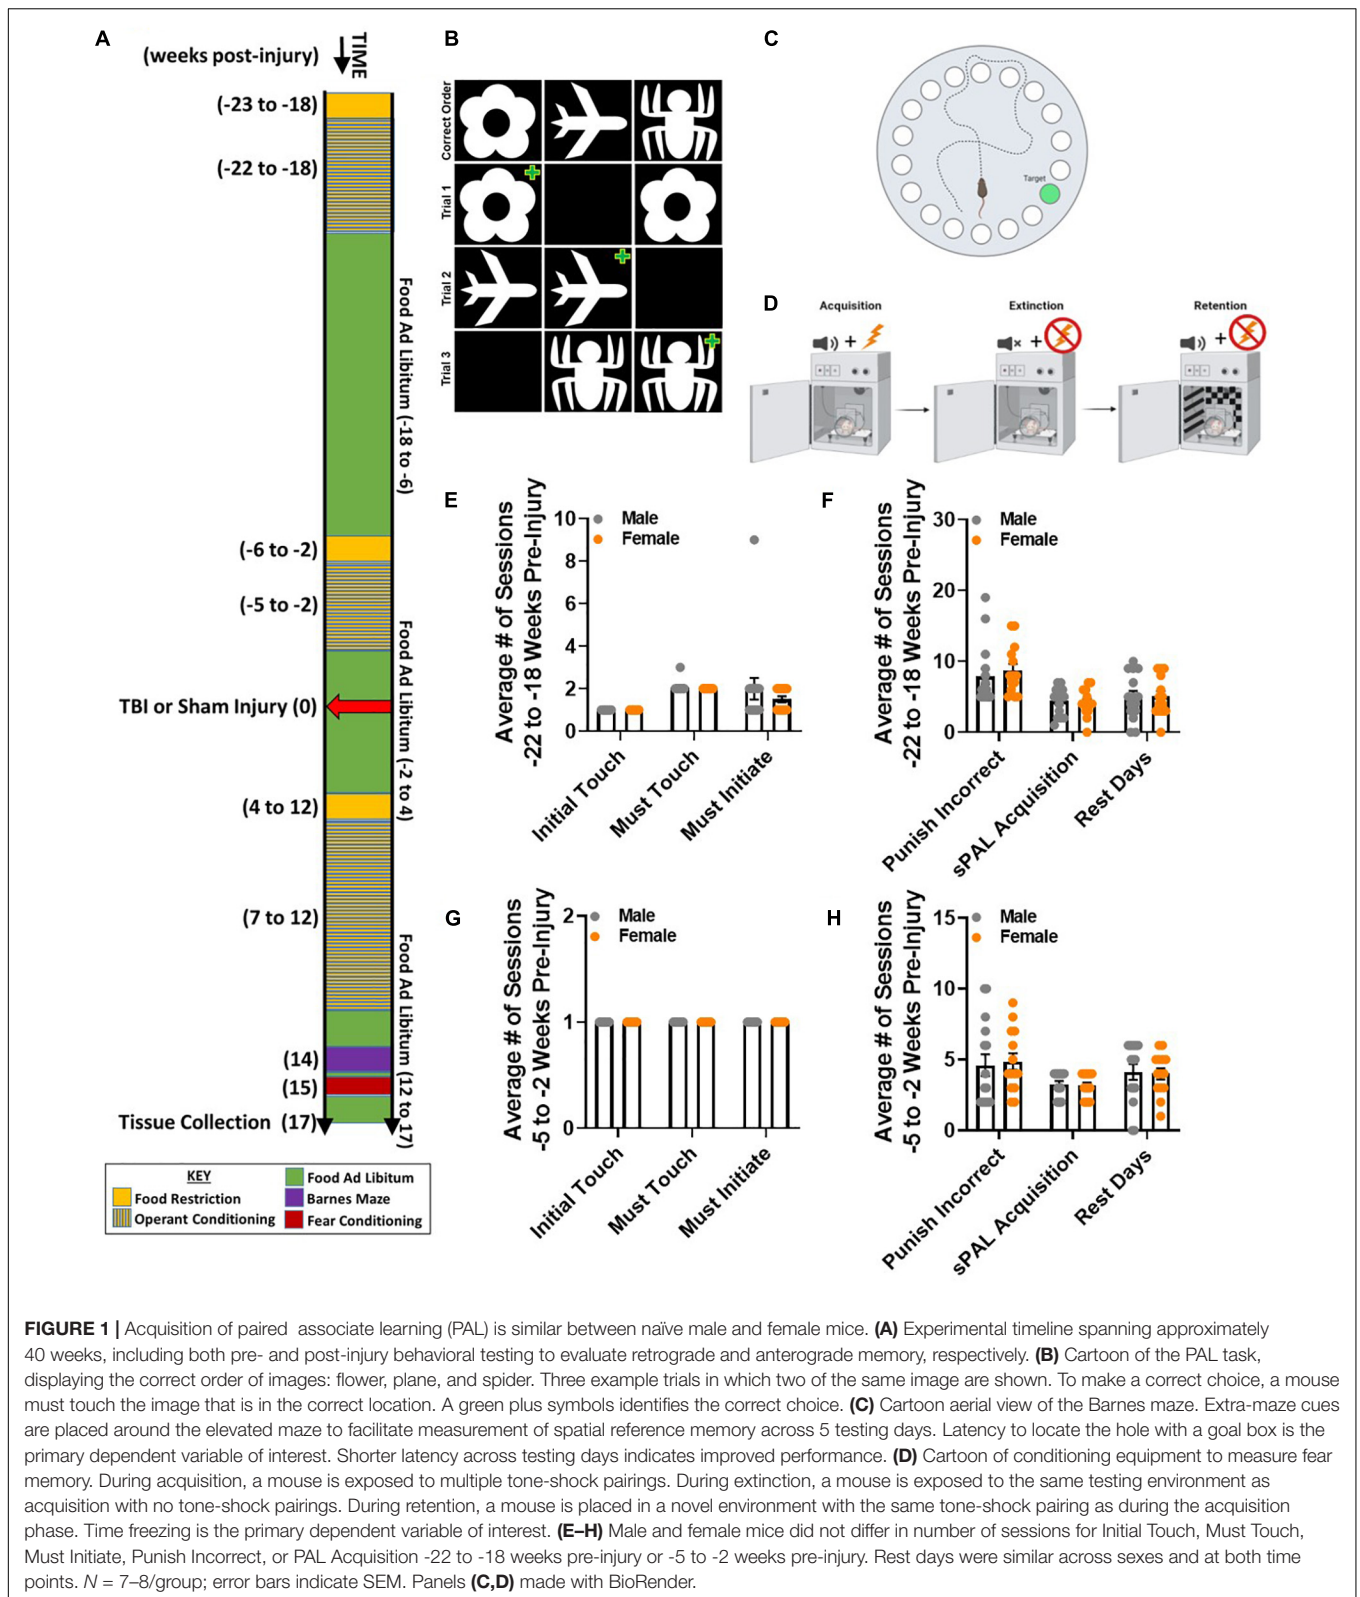 A
(weeks post-injury)
TIME
(-23 to -18)
(-22 to -18)
Food Ad Libitum (-18 to -6)
(-6 to -2)
(-5 to -2)
Food Ad Libitum (-2 to 4)
TBI or Sham Injury (0)
(4 to 12)
(7 to 12)
Food Ad Libitum (12 to 17)
(14)
(15)
Tissue Collection (17)
KEY
Food Restriction
Operant Conditioning
Food Ad Libitum
Barnes Maze
Fear Conditioning
B
Correct Order
Trial 1
Trial 2
Trial 3
C
Target
D
Acquisition
Extinction
Retention
+
+
+
E
Average # of Sessions
-22 to -18 Weeks Pre-Injury
10
8
6
4
2
0
Male
Female
Initial Touch
Must Touch
Must Initiate
F
Average # of Sessions
-22 to -18 Weeks Pre-Injury
30
20
10
0
Male
Female
Punish Incorrect
sPAL Acquisition
Rest Days
G
Average # of Sessions
-5 to -2 Weeks Pre-Injury
2
1
0
Male
Female
Initial Touch
Must Touch
Must Initiate
H
Average # of Sessions
-5 to -2 Weeks Pre-Injury
15
10
5
0
Male
Female
Punish Incorrect
sPAL Acquisition
Rest Days
FIGURE 1 | Acquisition of paired associate learning (PAL) is similar between naïve male and female mice. (A) Experimental timeline spanning approximately
40 weeks, including both pre- and post-injury behavioral testing to evaluate retrograde and anterograde memory, respectively. (B) Cartoon of the PAL task,
displaying the correct order of images: flower, plane, and spider. Three example trials in which two of the same image are shown. To make a correct choice, a mouse
must touch the image that is in the correct location. A green plus symbols identifies the correct choice. (C) Cartoon aerial view of the Barnes maze. Extra-maze cues
are placed around the elevated maze to facilitate measurement of spatial reference memory across 5 testing days. Latency to locate the hole with a goal box is the
primary dependent variable of interest. Shorter latency across testing days indicates improved performance. (D) Cartoon of conditioning equipment to measure fear
memory. During acquisition, a mouse is exposed to multiple tone-shock pairings. During extinction, a mouse is exposed to the same testing environment as
acquisition with no tone-shock pairings. During retention, a mouse is placed in a novel environment with the same tone-shock pairing as during the acquisition
phase. Time freezing is the primary dependent variable of interest. (E–H) Male and female mice did not differ in number of sessions for Initial Touch, Must Touch,
Must Initiate, Punish Incorrect, or PAL Acquisition -22 to -18 weeks pre-injury or -5 to -2 weeks pre-injury. Rest days were similar across sexes and at both time
points. N = 7–8/group; error bars indicate SEM. Panels (C,D) made with BioRender.